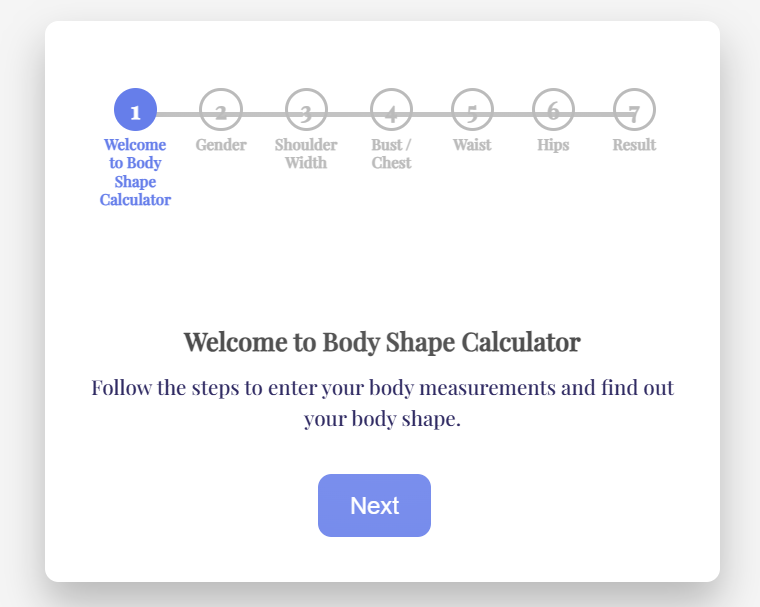 1 2 3 4 5 6 7
Welcome Gender Shoulder Bust / Waist Hips Result
to Body Width Chest
Shape
Calculator
Welcome to Body Shape Calculator
Follow the steps to enter your body measurements and find out
your body shape.
Next